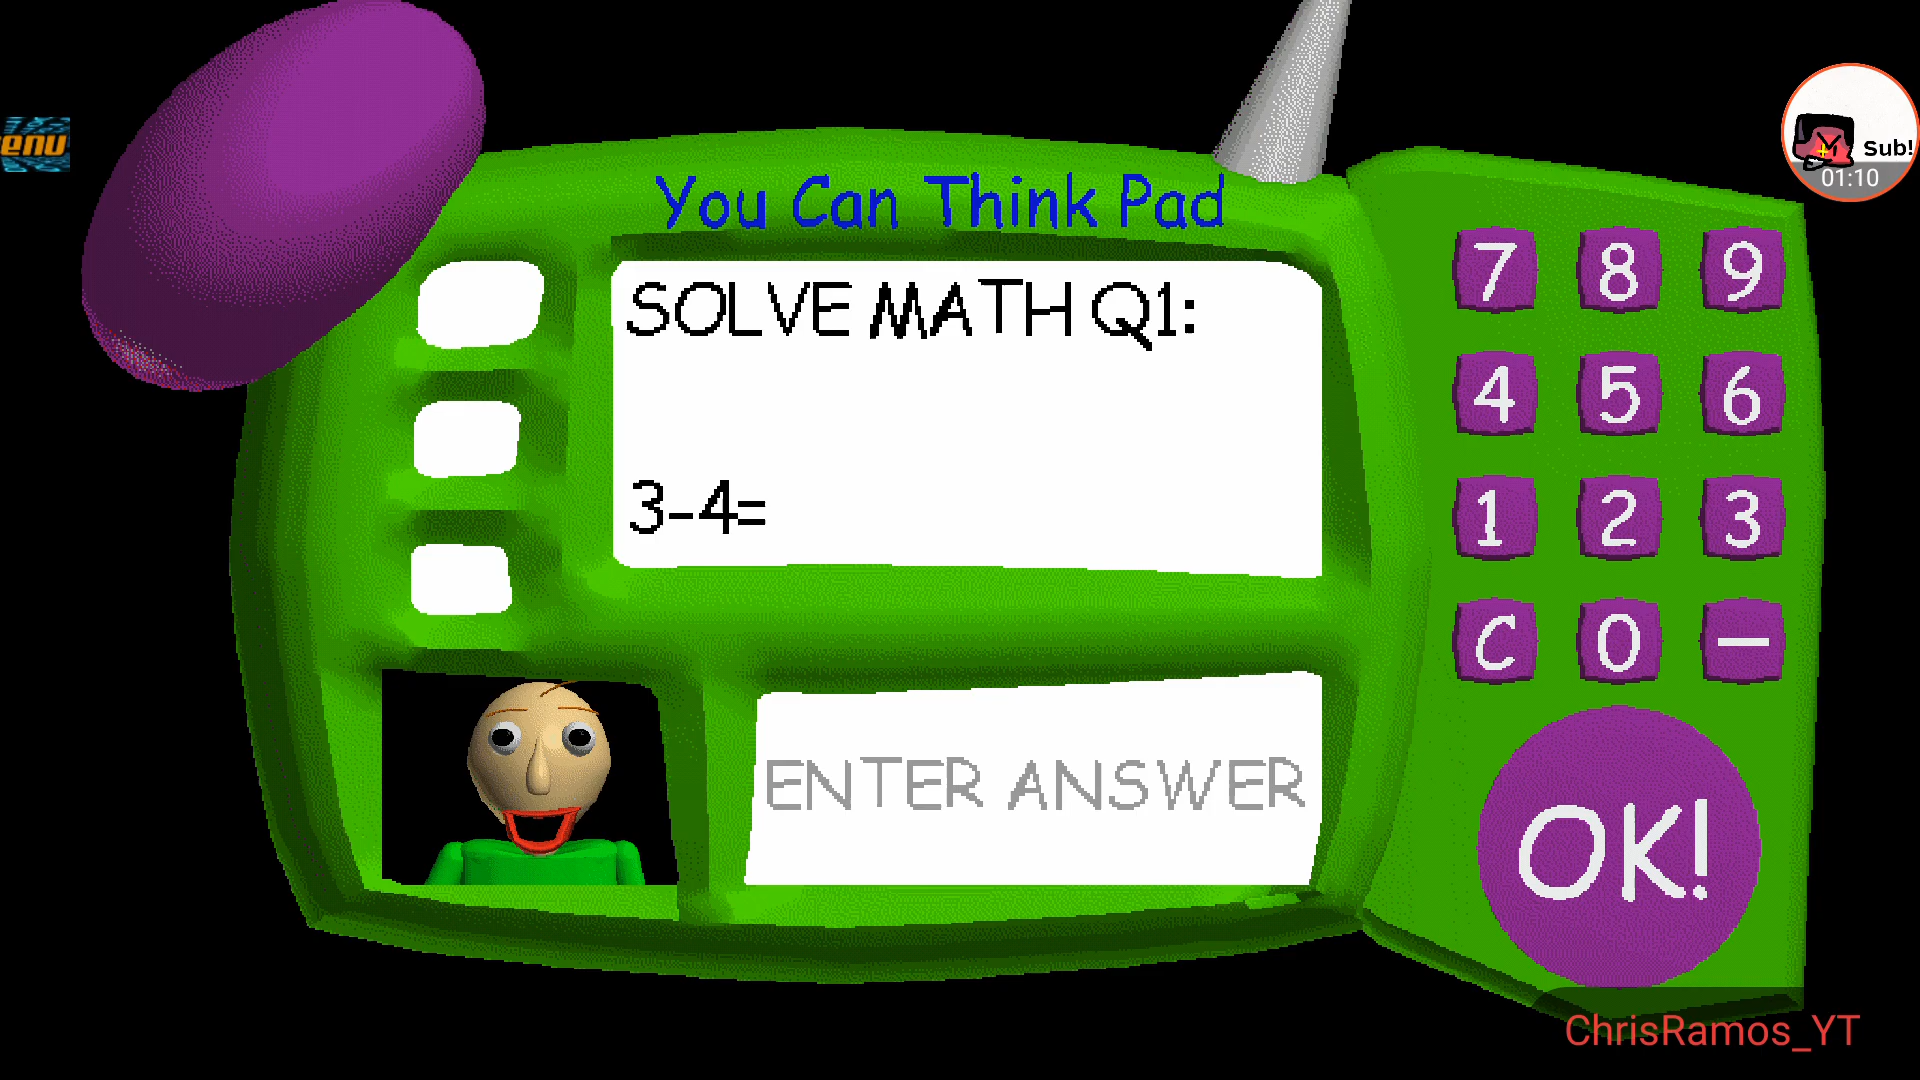 You Can Think Pad
enu
Sub!
01:10
SOLVE MATH Q1:
3-4=
7 8 9
4 5 6
1 2 3
C 0 —
ENTER ANSWER
OK!
ChrisRamos_YT